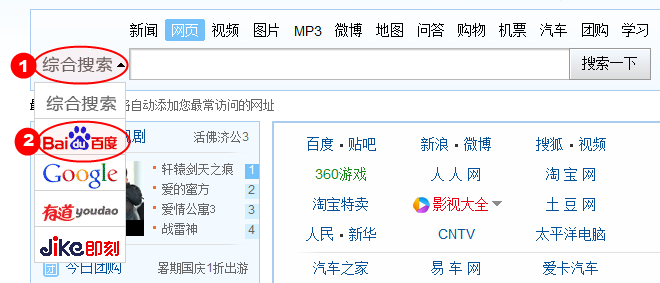 新闻 网页 视频 图片 MP3 微博 地图 问答 购物 机票 汽车 团购 学习
1 综合搜索 搜索一下
综合搜索
将自动添加您最常访问的网址
2 Bai du 百度
视剧 活佛济公3
Google
有道 youdao
Jike即刻
轩辕剑天之痕 1
爱的蜜方 2
爱情公寓3 3
战雷神 4
团 今日团购 暑期国庆1折出游
百度 · 贴吧 新浪 · 微博 搜狐 · 视频
360游戏 人人网 淘宝网
淘宝特卖 影视大全 土豆网
人民 · 新华 CNTV 太平洋电脑
汽车之家 易车网 爱卡汽车